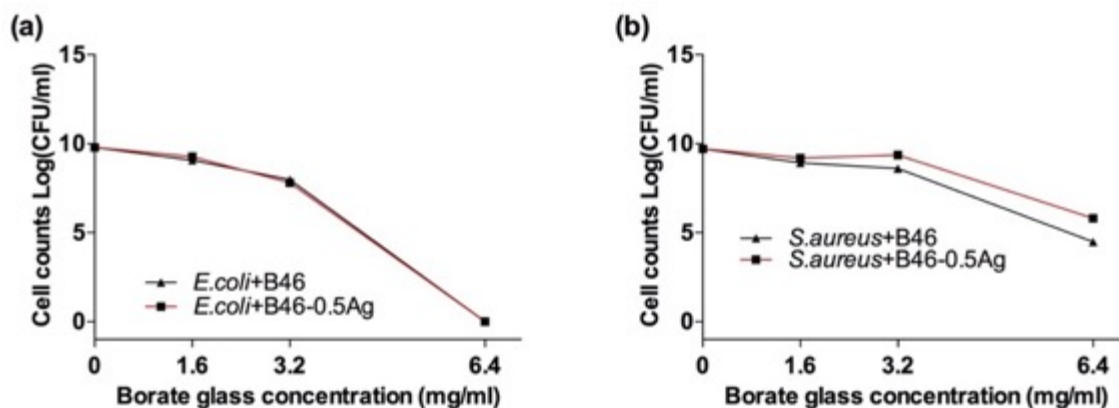 (a)
15
10
5
0
Cell counts Log(CFU/ml)
E.coli+B46
E.coli+B46-0.5Ag
0 1.6 3.2 6.4
Borate glass concentration (mg/ml)
(b)
15
10
5
0
Cell counts Log(CFU/ml)
S.aureus+B46
S.aureus+B46-0.5Ag
0 1.6 3.2 6.4
Borate glass concentration (mg/ml)